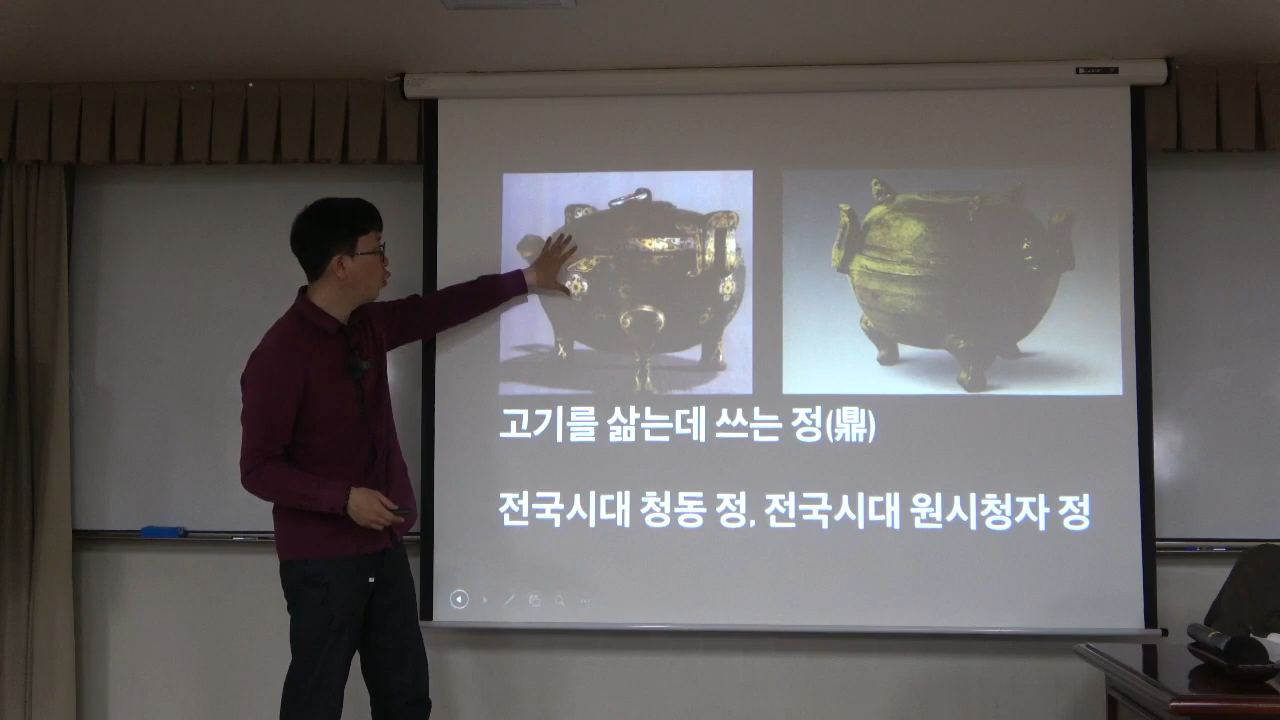 고기를 삶는데 쓰는 정(鼎)
전국시대 청동 정, 전국시대 원시청자 정